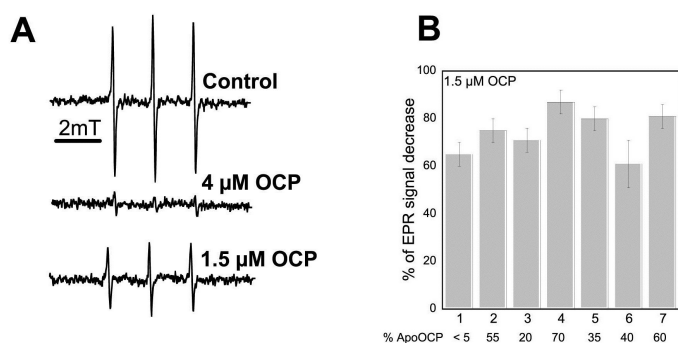 A
Control
2mT
4 µM OCP
1.5 µM OCP
B
1.5 µM OCP
% of EPR signal decrease
100
80
60
40
20
0
1 2 3 4 5 6 7
% ApoOCP < 5 55 20 70 35 40 60